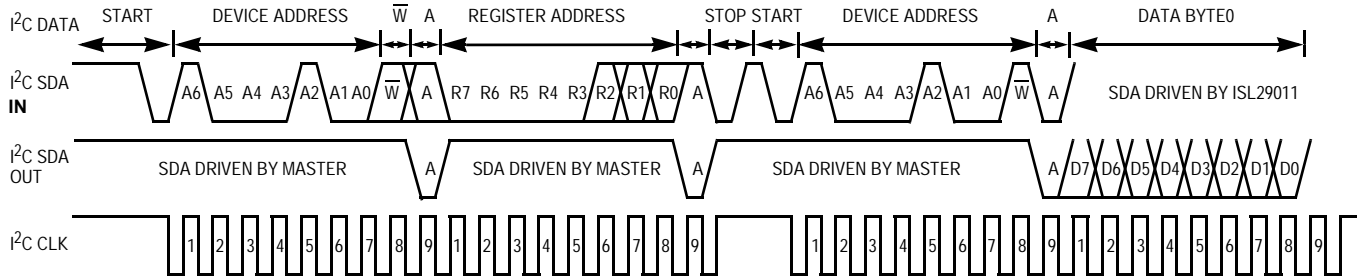 I²C DATA START DEVICE ADDRESS W̅ A REGISTER ADDRESS STOP START DEVICE ADDRESS A DATA BYTE0
I²C SDA IN A6 A5 A4 A3 A2 A1 A0 W̅ A R7 R6 R5 R4 R3 R2 R1 R0 A A6 A5 A4 A3 A2 A1 A0 W̅ A SDA DRIVEN BY ISL29011
I²C SDA OUT SDA DRIVEN BY MASTER A SDA DRIVEN BY MASTER A SDA DRIVEN BY MASTER A D7 D6 D5 D4 D3 D2 D1 D0
I²C CLK 1 2 3 4 5 6 7 8 9 1 2 3 4 5 6 7 8 9 1 2 3 4 5 6 7 8 9 1 2 3 4 5 6 7 8 9